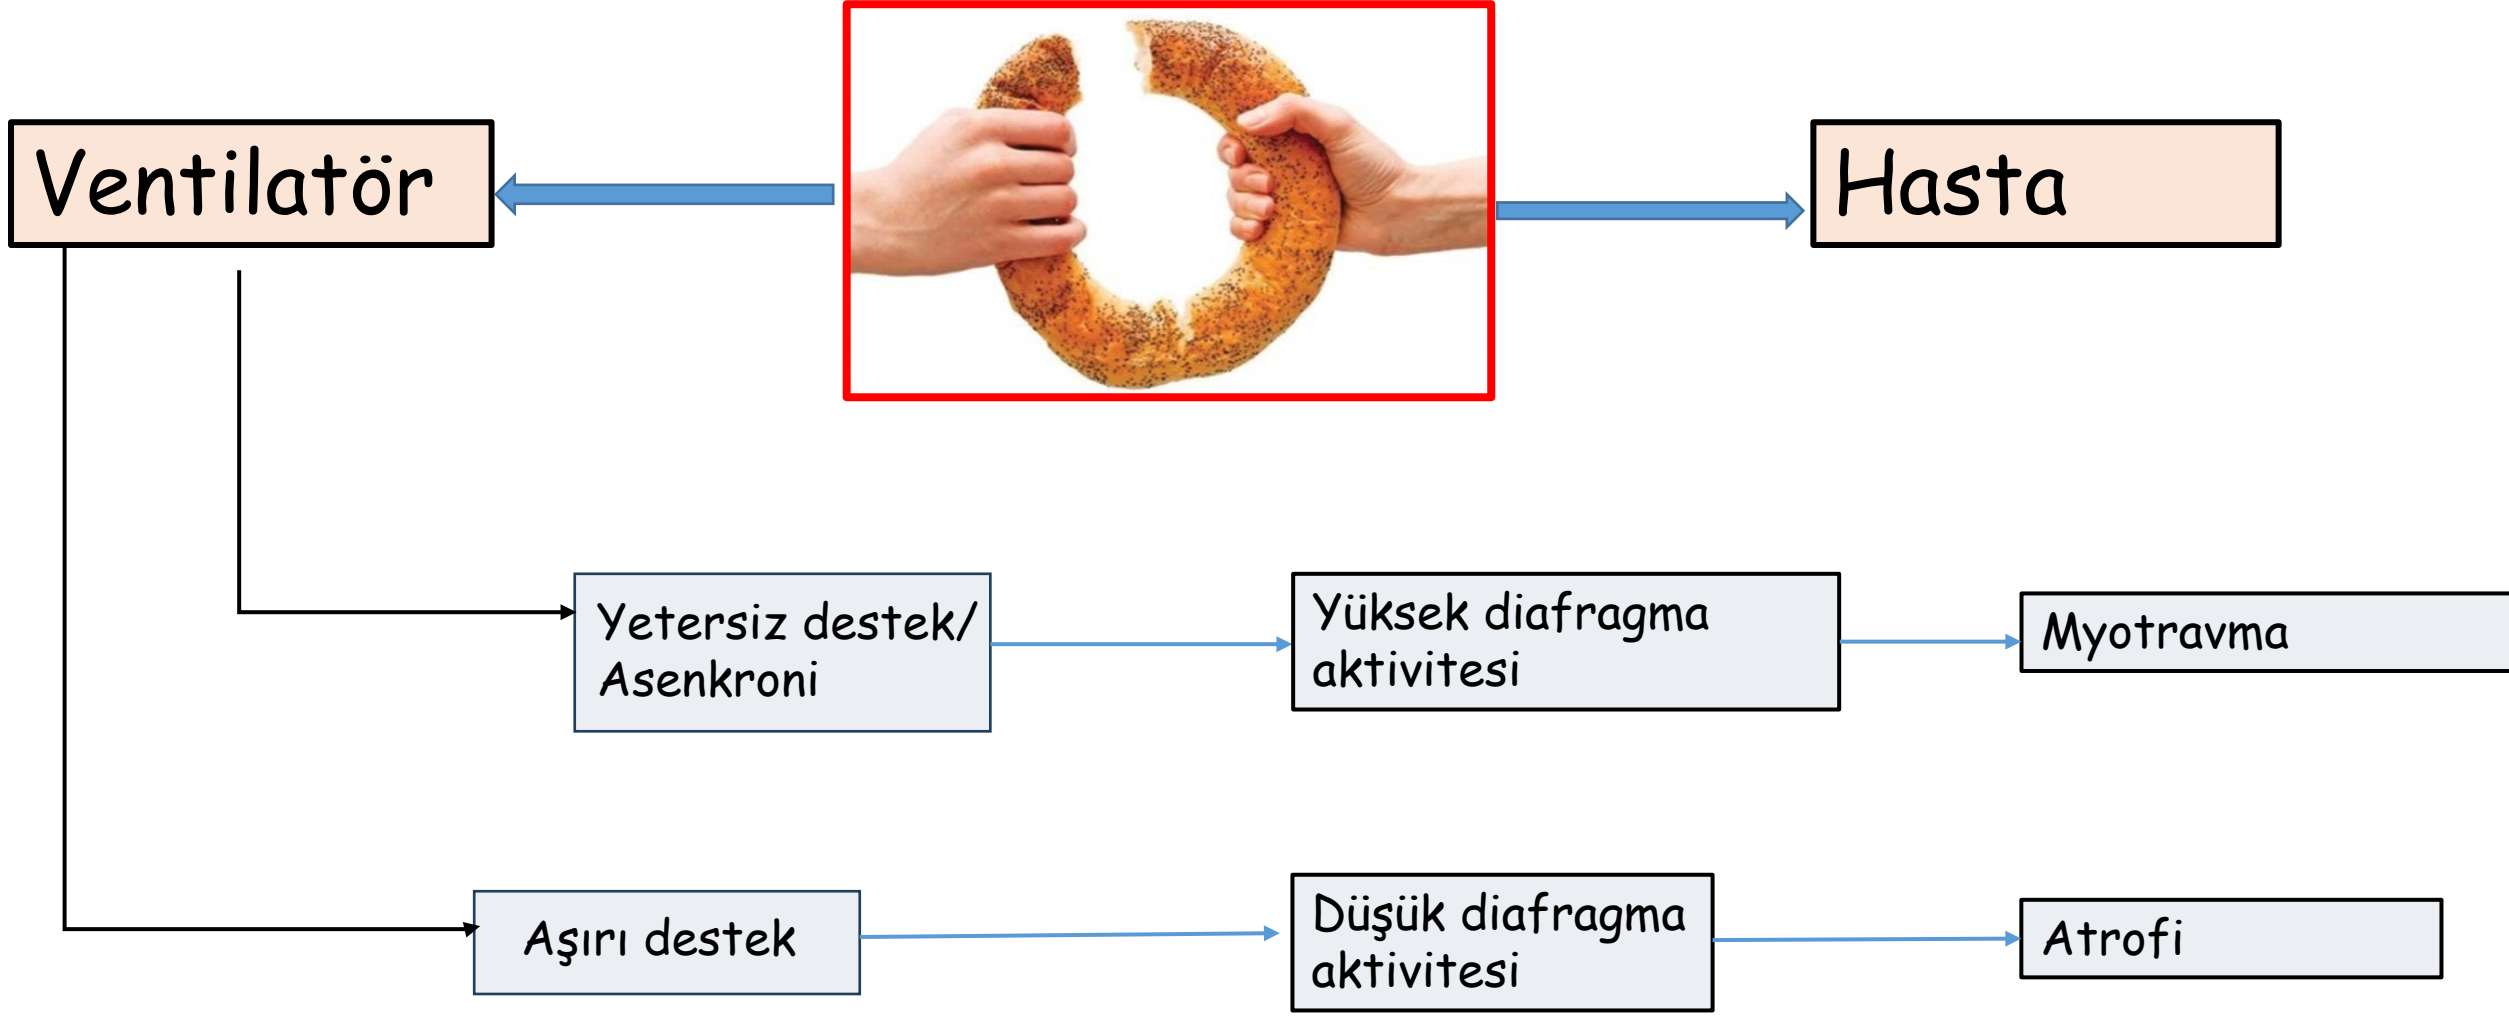 Ventilatör
Hasta
Yetersiz destek/
Asenkroni
Yüksek diafragma
aktivitesi
Myotravma
Aşırı destek
Düşük diafragma
aktivitesi
Atrofi